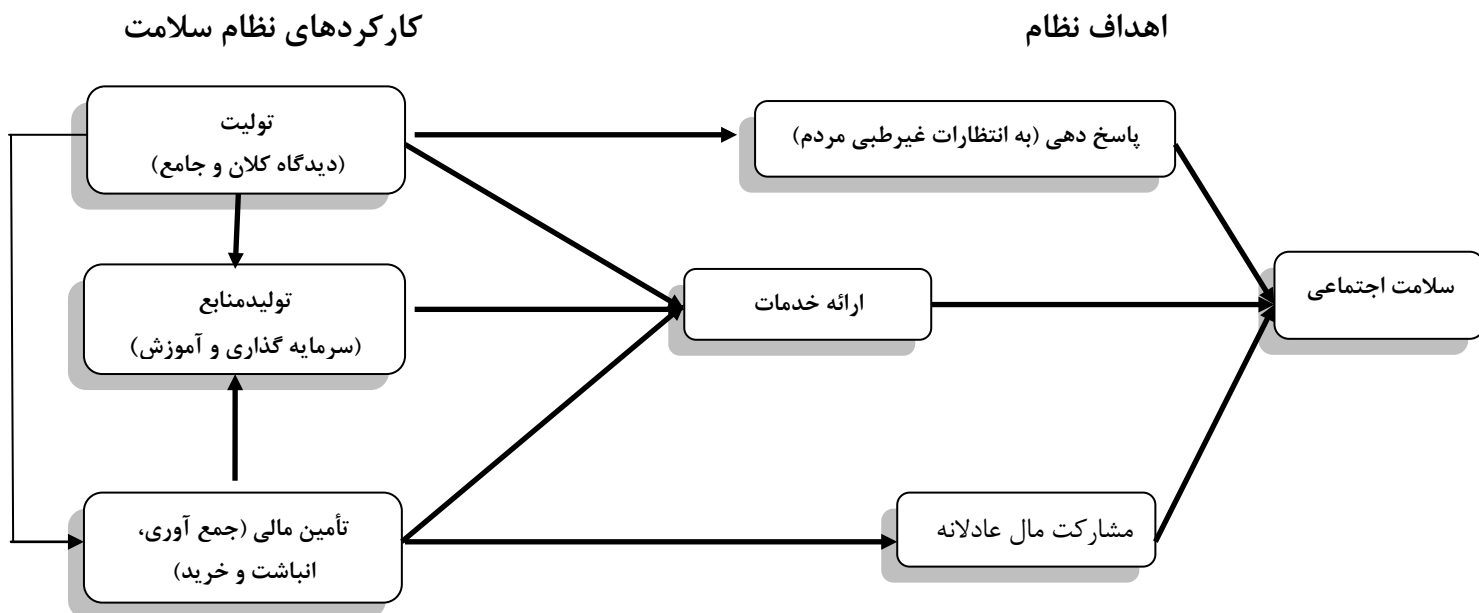 اهداف نظام
کارکردهای نظام سلامت
تولیت
(دیدگاه کلان و جامع)
پاسخ دهی (به انتظارات غیرطبی مردم)
تولیدمنابع
(سرمایه گذاری و آموزش)
ارائه خدمات
سلامت اجتماعی
تأمین مالی (جمع آوری،
انباشت و خرید)
مشارکت مال عادلانه